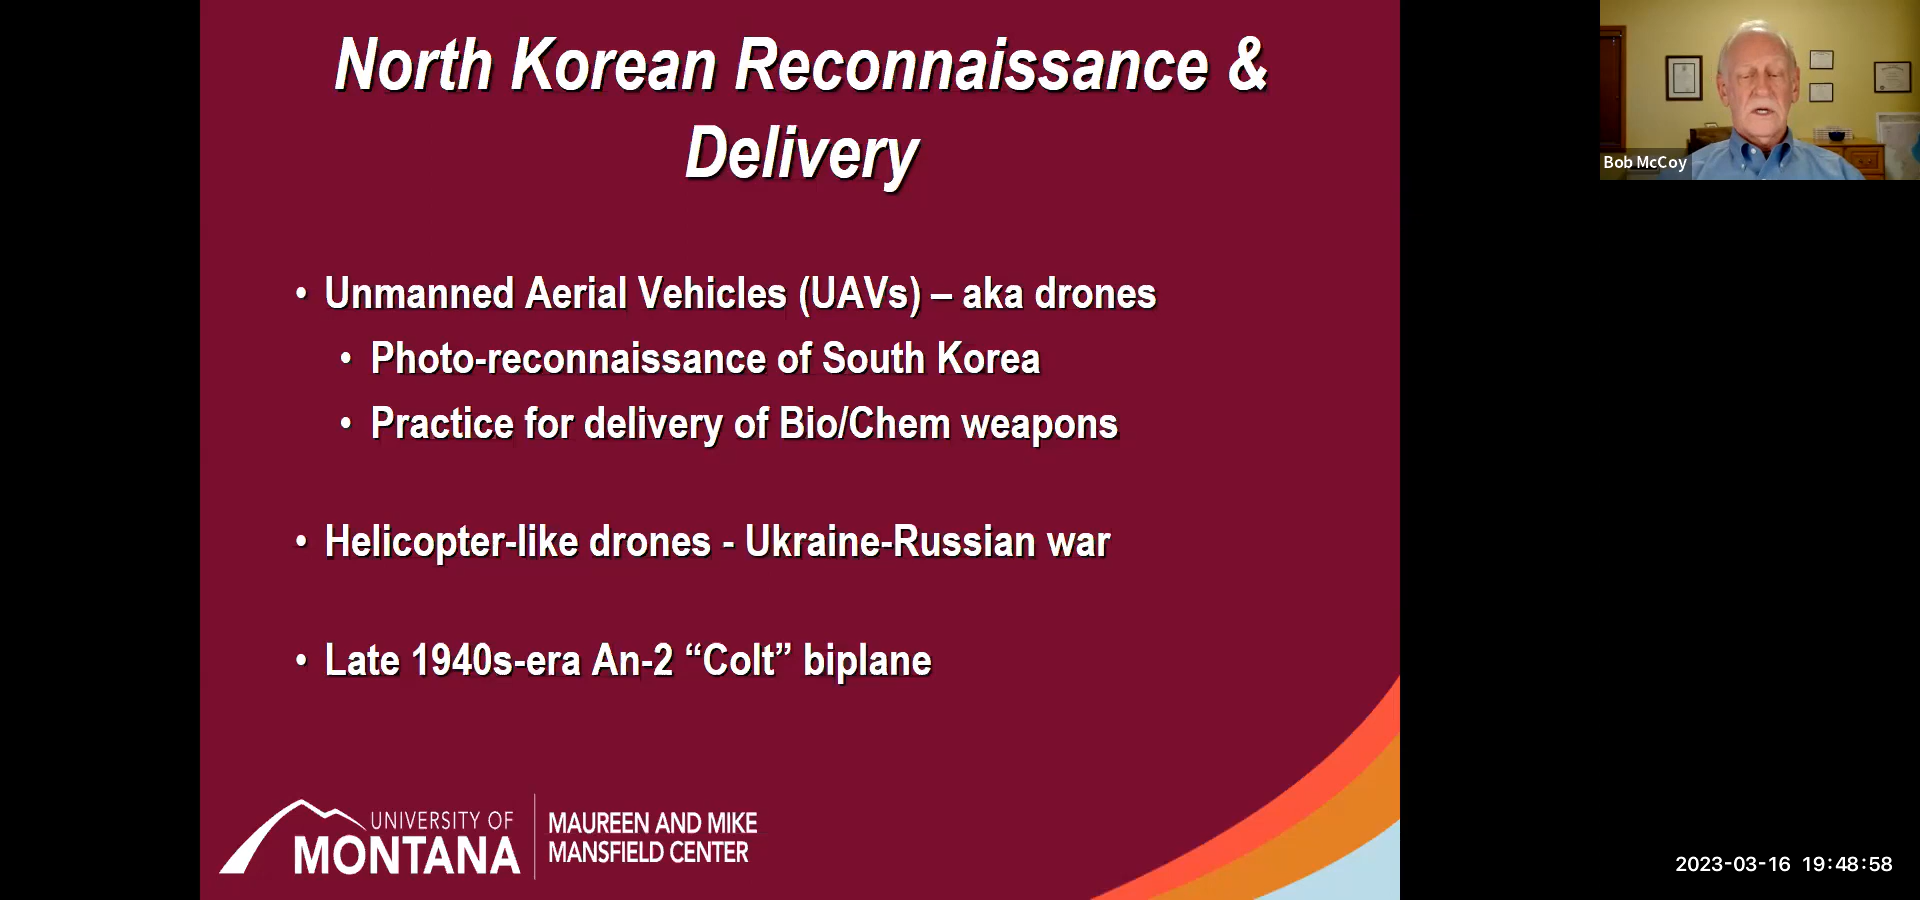 North Korean Reconnaissance &
Delivery
• Unmanned Aerial Vehicles (UAVs) – aka drones
• Photo-reconnaissance of South Korea
• Practice for delivery of Bio/Chem weapons
• Helicopter-like drones - Ukraine-Russian war
• Late 1940s-era An-2 “Colt” biplane
UNIVERSITY OF
MONTANA
MAUREEN AND MIKE
MANSFIELD CENTER
Bob McCoy
2023-03-16 19:48:58